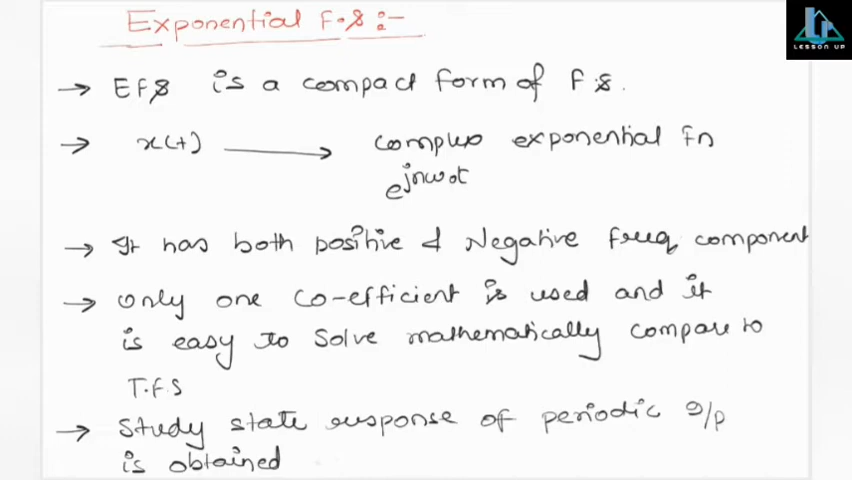 Exponential F.S :-
LESSON UP
→ EFS is a compact form of F.S.
→ x(t) ⟶ complex exponential fn
e^jnω0t
→ It has both positive & Negative freq component
→ Only one co-efficient is used and it
is easy to solve mathematically compare to
T.F.S
→ Study state response of periodic I/p
is obtained